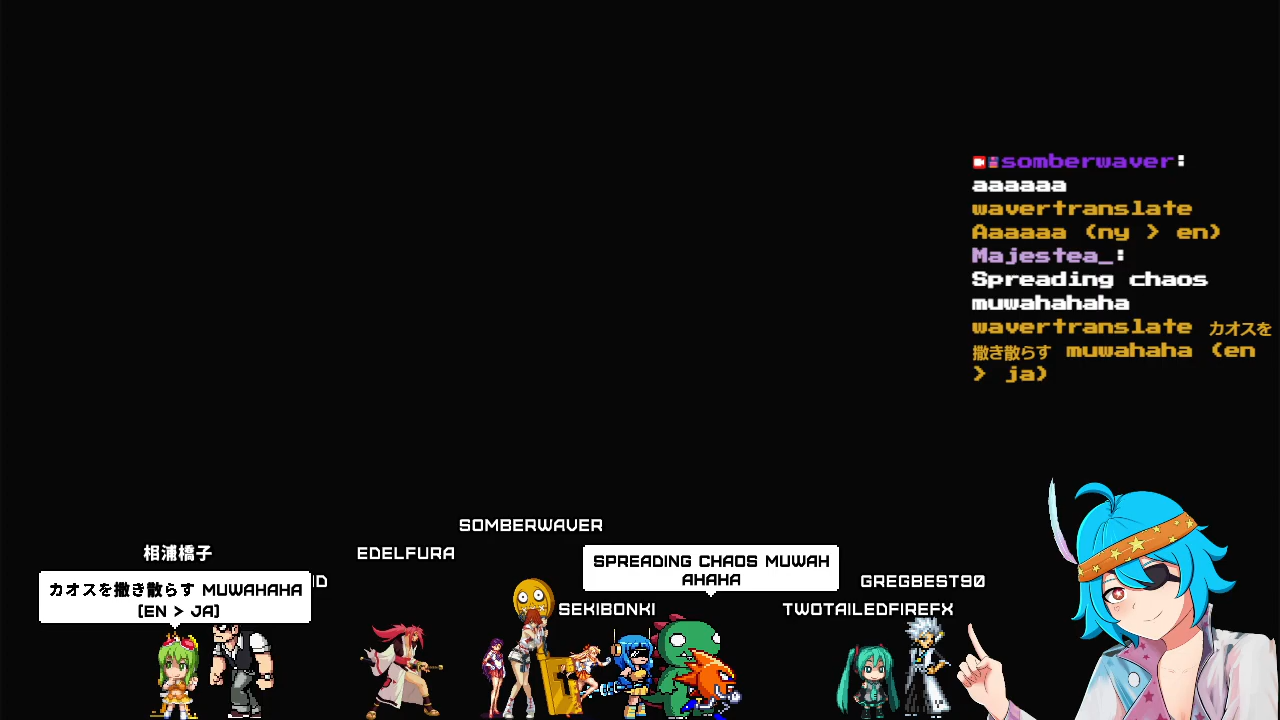 somberwaver:
aaaaaa
wavertranslate
Aaaaaa (ny > en)
Majestea_:
Spreading chaos
muwahahaha
wavertranslate カオスを
撒き散らす muwahaha (en
> ja)
SOMBERWAVER
相浦橋子
EDELFURA
SPREADING CHAOS MUWAH
AHAHA
GREGBEST90
ID
カオスを撒き散らす MUWAHAHA
(EN > JA)
SEKIBONKI
TWOTAILEDFIREFX